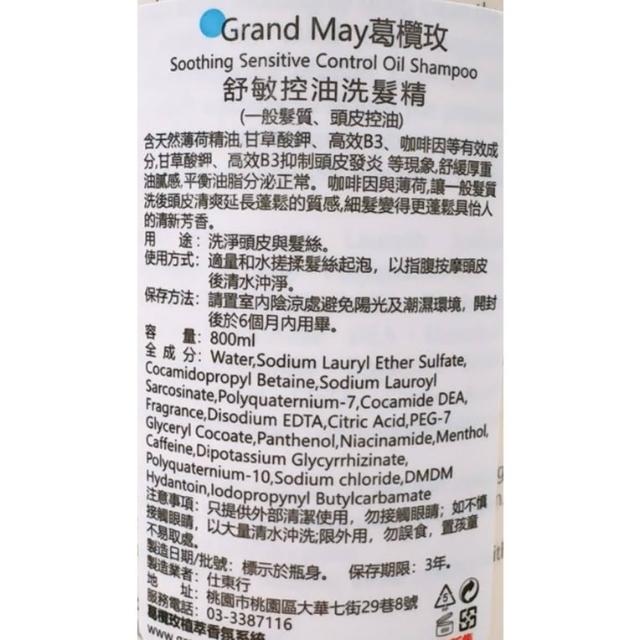 Grand May葛欖玫
Soothing Sensitive Control Oil Shampoo
舒敏控油洗髮精
(一般髮質、頭皮控油)
含天然薄荷精油,甘草酸鉀、高效B3、咖啡因等有效成
分,甘草酸鉀、高效B3抑制頭皮發炎 等現象,舒緩厚重
油膩感,平衡油脂分泌正常。咖啡因與薄荷,讓一般髮質
洗後頭皮清爽延長蓬鬆的質感,細髮變得更蓬鬆具怡人
的清新芳香。
用 途：洗淨頭皮與髮絲。
使用方式：適量和水搓揉髮絲起泡，以指腹按摩頭皮
後清水沖淨。
保存方法：請置室內陰涼處避免陽光及潮濕環境，開封
後於6個月內用畢。
容 量：800ml
全 成 分：Water,Sodium Lauryl Ether Sulfate,
Cocamidopropyl Betaine,Sodium Lauroyl
Sarcosinate,Polyquaternium-7,Cocamide DEA,
Fragrance,Disodium EDTA,Citric Acid,PEG-7
Glyceryl Cocoate,Panthenol,Niacinamide,Menthol,
Caffeine,Dipotassium Glycyrrhizinate,
Polyquaternium-10,Sodium chloride,DMDM
Hydantoin,Iodopropynyl Butylcarbamate
注意事項：只提供外部清潔使用，勿接觸眼睛；如不慎
接觸眼睛，以大量清水沖洗;限外用，勿誤食，置孩童
不易取處。
製造日期/批號：標示於瓶身。 保存期限：3年。
製造業者：仕東行
地 址：桃園市桃園區大華七街29巷8號
服務電話：03-3387116
葛欖玫植萃香氛系統